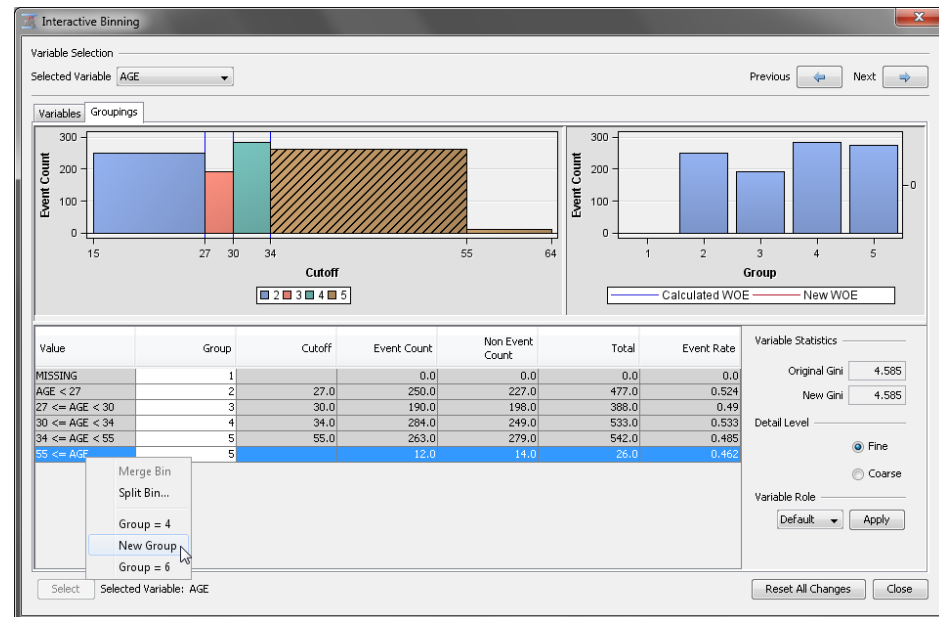 Interactive Binning
Variable Selection
Selected Variable AGE
Previous Next
Variables Groupings
Event Count
300
200
100
0
15 27 30 34 55 64
Cutoff
2 3 4 5
Event Count
300
200
100
0
0
1 2 3 4 5
Group
Calculated WOE New WOE
Value Group Cutoff Event Count Non Event Count Total Event Rate
MISSING 1 0.0 0.0 0.0 0.0
AGE < 27 2 27.0 250.0 227.0 477.0 0.524
27 <= AGE < 30 3 30.0 190.0 198.0 388.0 0.49
30 <= AGE < 34 4 34.0 284.0 249.0 533.0 0.533
34 <= AGE < 55 5 55.0 263.0 279.0 542.0 0.485
55 <= AGE 5 12.0 14.0 26.0 0.462
Merge Bin
Split Bin...
Group = 4
New Group
Group = 6
Variable Statistics
Original Gini 4.585
New Gini 4.585
Detail Level
Fine
Coarse
Variable Role
Default Apply
Select Selected Variable: AGE
Reset All Changes Close